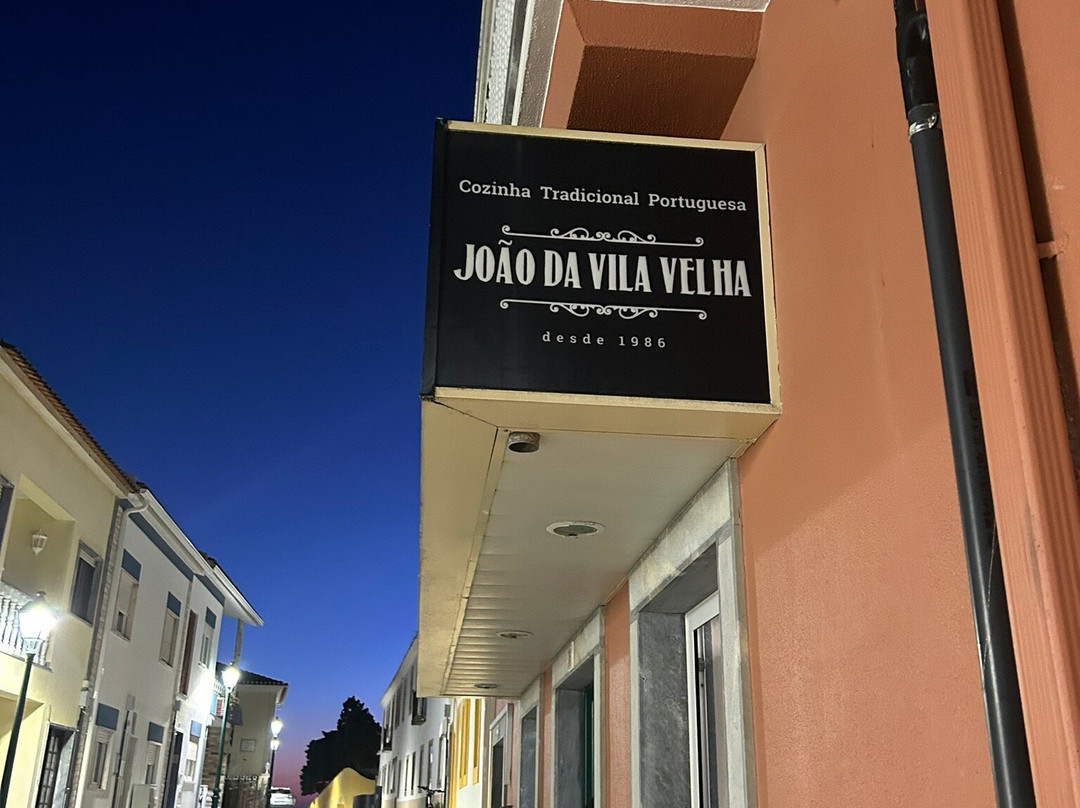 Cozinha Tradicional Portuguesa
JOÃO DA VILA VELHA
desde 1986